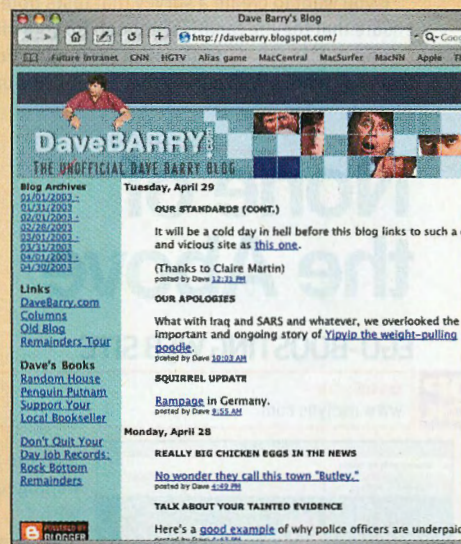 Dave Barry's Blog
http://davebarry.blogspot.com/
Future Intranet CNN HGTV Alias game MacCentral MacSurfer MacNN Apple
DaveBARRY
THE UNOFFICIAL DAVE BARRY BLOG
Blog Archives
01/01/2003 -
01/31/2003
02/01/2003 -
02/28/2003
03/01/2003 -
03/31/2003
04/01/2003 -
04/30/2003
Links
DaveBarry.com
Columns
Old Blog
Remainders Tour
Dave's Books
Random House
Penguin Putnam
Support Your
Local Bookseller
Don't Quit Your
Day Job Records:
Rock Bottom
Remainders
POWERED BY
BLOGGER
Tuesday, April 29
OUR STANDARDS (CONT.)
It will be a cold day in hell before this blog links to such a
and vicious site as this one.
(Thanks to Claire Martin)
posted by Dave 12:31 PM
OUR APOLOGIES
What with Iraq and SARS and whatever, we overlooked the
important and ongoing story of Yipyip the weight-pulling
poodle.
posted by Dave 10:03 AM
SQUIRREL UPDATE
Rampage in Germany.
posted by Dave 9:55 AM
Monday, April 28
REALLY BIG CHICKEN EGGS IN THE NEWS
No wonder they call this town "Butley."
posted by Dave 4:49 PM
TALK ABOUT YOUR TAINTED EVIDENCE
Here's a good example of why police officers are underpaid